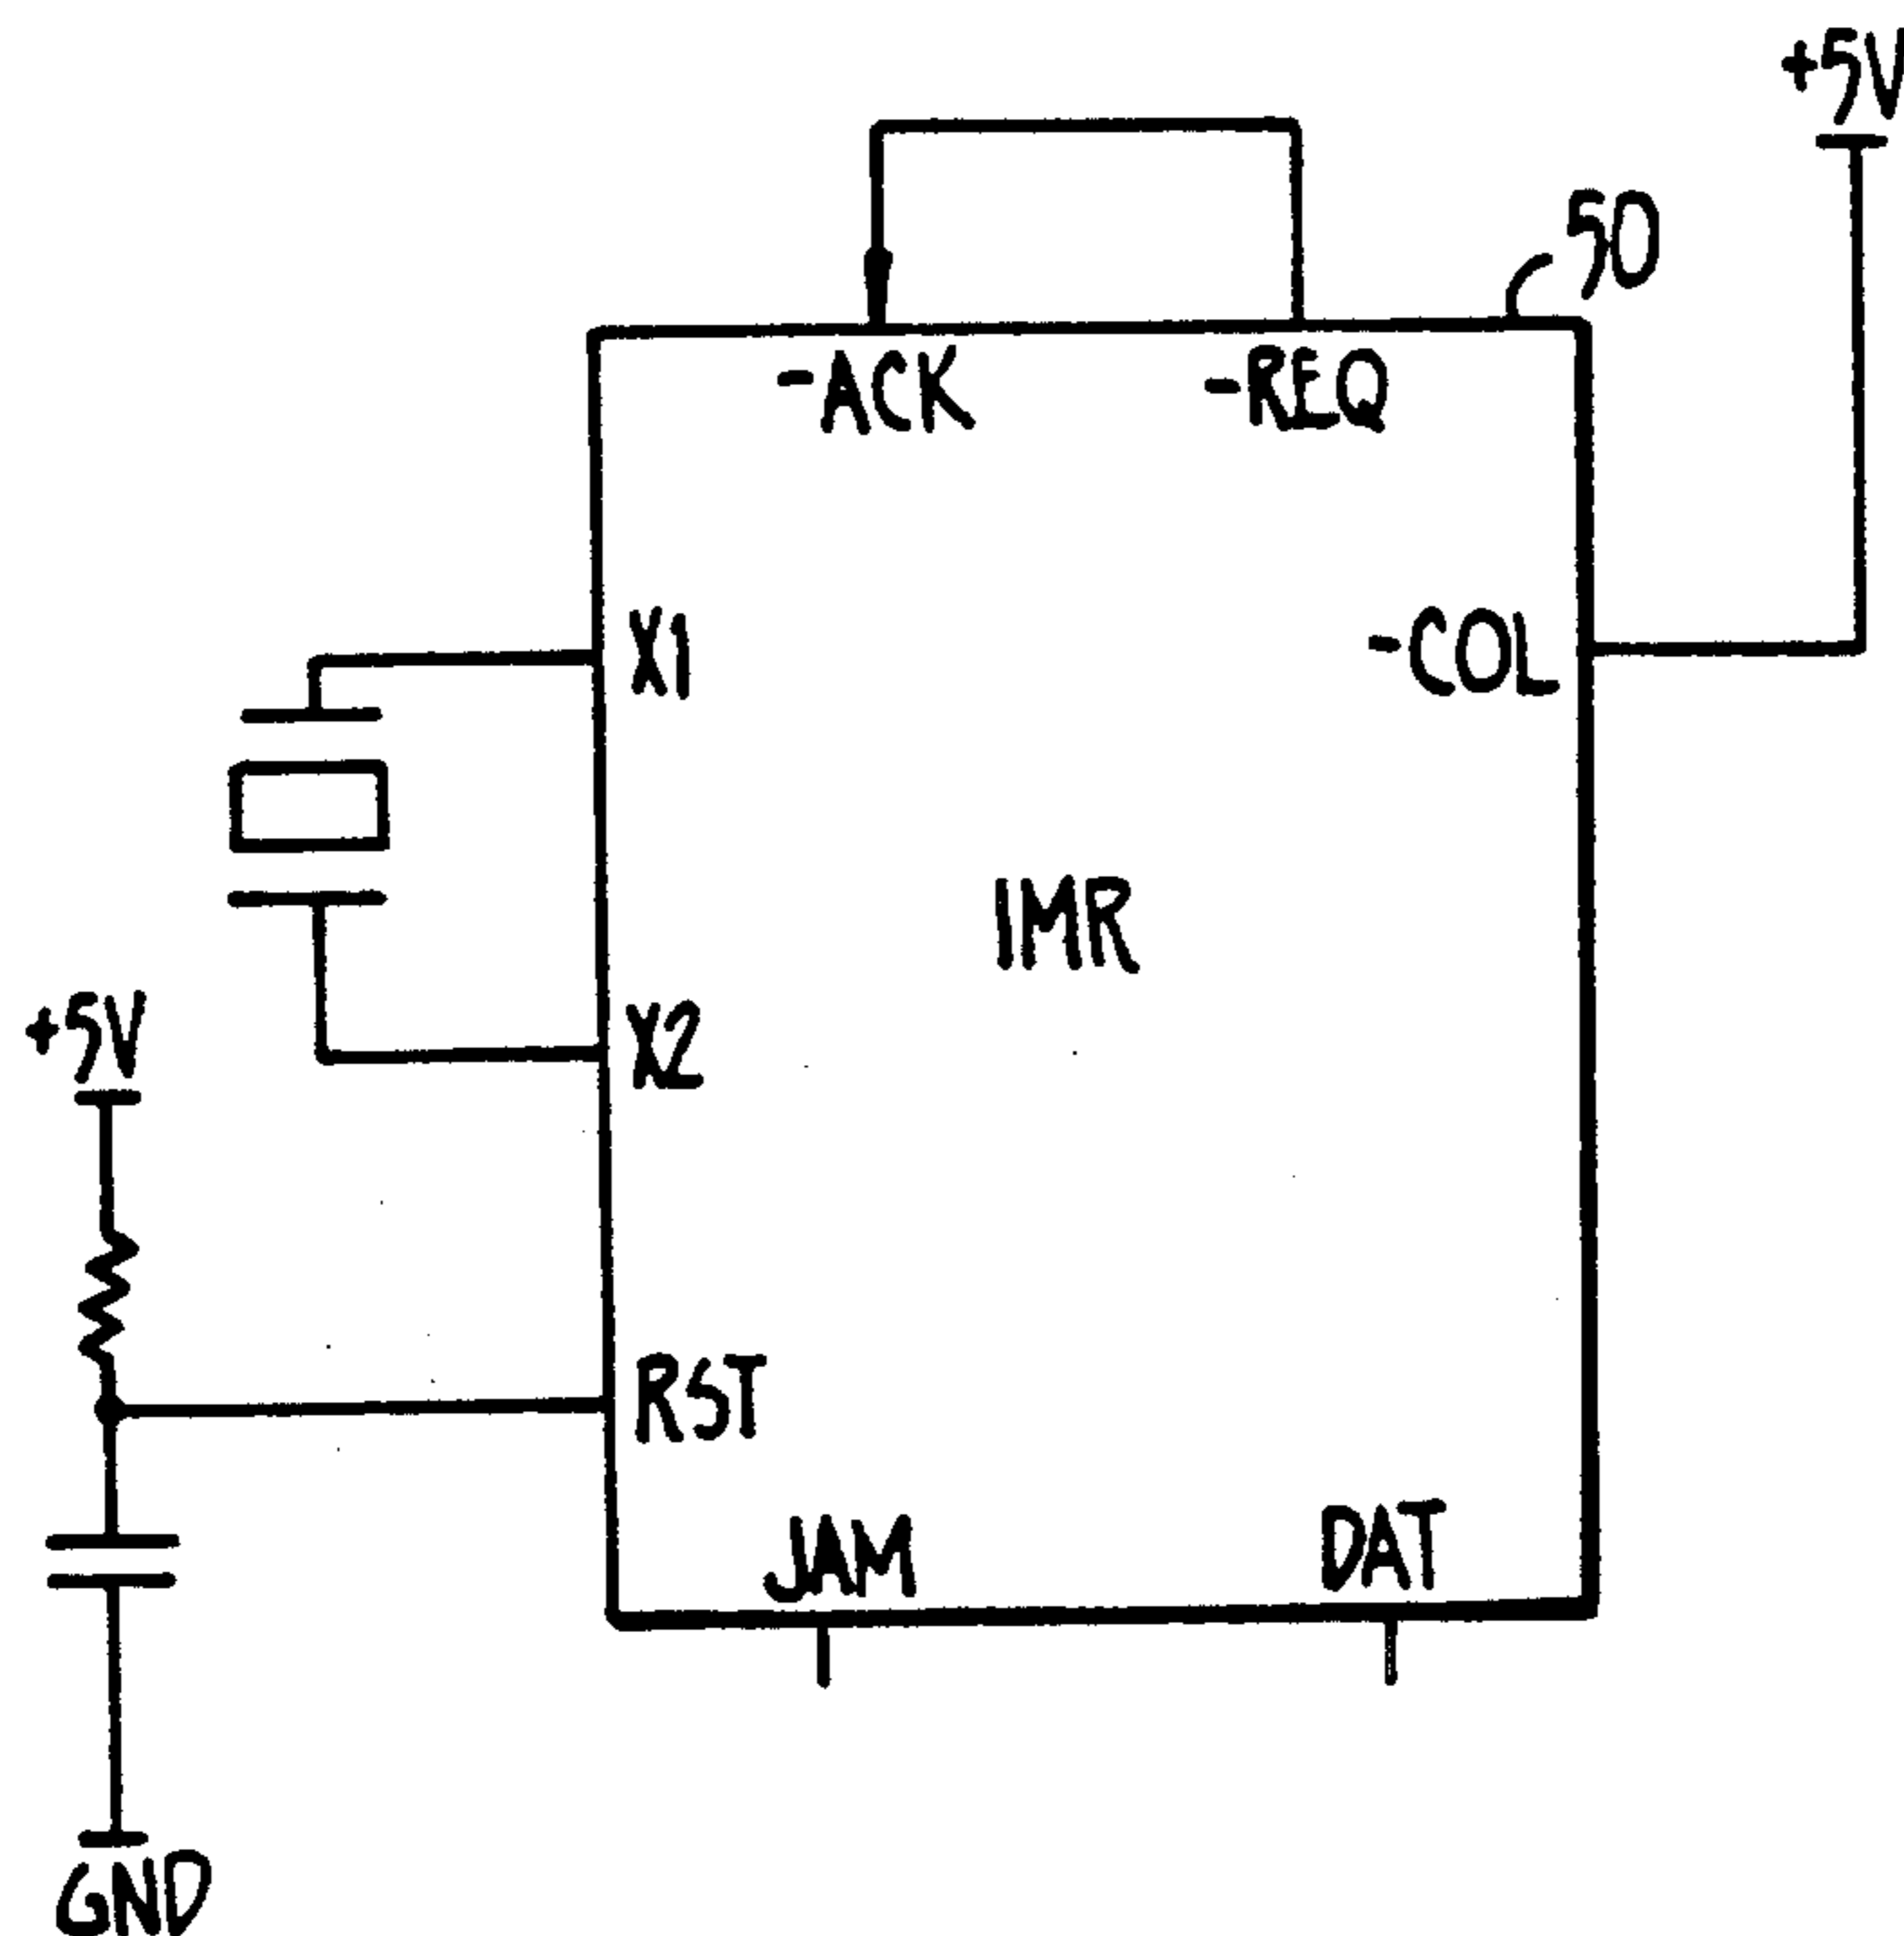 +5V
50
-ACK
-REQ
X1
-COL
IMR
+5V
X2
RST
JAM
DAT
GND